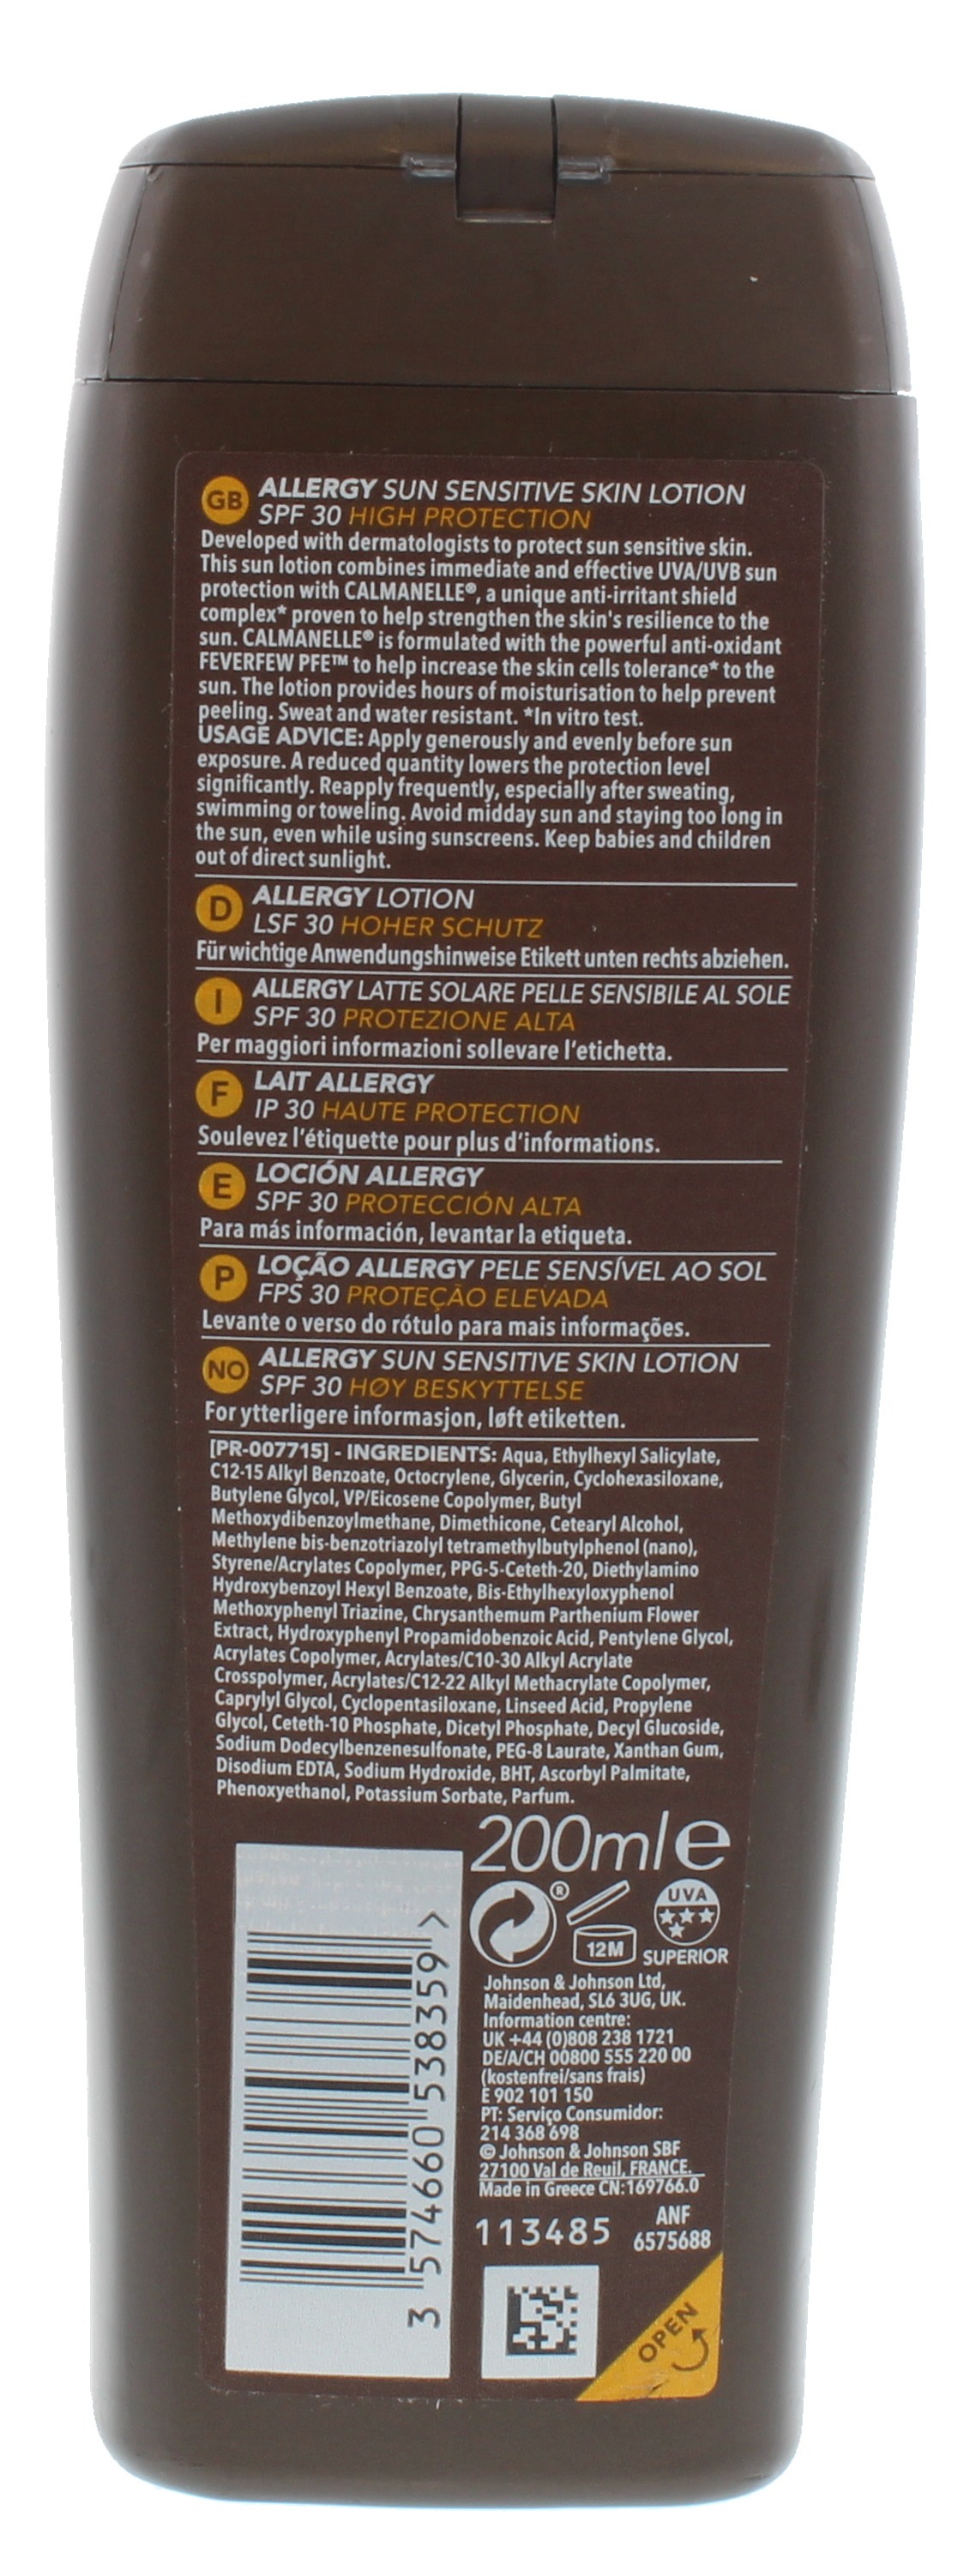 GB
ALLERGY SUN SENSITIVE SKIN LOTION
SPF 30 HIGH PROTECTION
Developed with dermatologists to protect sun sensitive skin.
This sun lotion combines immediate and effective UVA/UVB sun
protection with CALMANELLE®, a unique anti-irritant shield
complex* proven to help strengthen the skin's resilience to the
sun. CALMANELLE® is formulated with the powerful anti-oxidant
FEVERFEW PFE™ to help increase the skin cells tolerance* to the
sun. The lotion provides hours of moisturisation to help prevent
peeling. Sweat and water resistant. *In vitro test.
USAGE ADVICE: Apply generously and evenly before sun
exposure. A reduced quantity lowers the protection level
significantly. Reapply frequently, especially after sweating,
swimming or toweling. Avoid midday sun and staying too long in
the sun, even while using sunscreens. Keep babies and children
out of direct sunlight.
D
ALLERGY LOTION
LSF 30 HOHER SCHUTZ
Für wichtige Anwendungshinweise Etikett unten rechts abziehen.
I
ALLERGY LATTE SOLARE PELLE SENSIBILE AL SOLE
SPF 30 PROTEZIONE ALTA
Per maggiori informazioni sollevare l'etichetta.
F
LAIT ALLERGY
IP 30 HAUTE PROTECTION
Soulevez l'étiquette pour plus d'informations.
E
LOCIÓN ALLERGY
SPF 30 PROTECCIÓN ALTA
Para más información, levantar la etiqueta.
P
LOÇÃO ALLERGY PELE SENSÍVEL AO SOL
FPS 30 PROTEÇÃO ELEVADA
Levante o verso do rótulo para mais informações.
NO
ALLERGY SUN SENSITIVE SKIN LOTION
SPF 30 HØY BESKYTTELSE
For ytterligere informasjon, løft etiketten.
[PR-007715] - INGREDIENTS: Aqua, Ethylhexyl Salicylate,
C12-15 Alkyl Benzoate, Octocrylene, Glycerin, Cyclohexasiloxane,
Butylene Glycol, VP/Eicosene Copolymer, Butyl
Methoxydibenzoylmethane, Dimethicone, Cetearyl Alcohol,
Methylene bis-benzotriazolyl tetramethylbutylphenol (nano),
Styrene/Acrylates Copolymer, PPG-5-Ceteth-20, Diethylamino
Hydroxybenzoyl Hexyl Benzoate, Bis-Ethylhexyloxyphenol
Methoxyphenyl Triazine, Chrysanthemum Parthenium Flower
Extract, Hydroxyphenyl Propamidobenzoic Acid, Pentylene Glycol,
Acrylates Copolymer, Acrylates/C10-30 Alkyl Acrylate
Crosspolymer, Acrylates/C12-22 Alkyl Methacrylate Copolymer,
Caprylyl Glycol, Cyclopentasiloxane, Linseed Acid, Propylene
Glycol, Ceteth-10 Phosphate, Dicetyl Phosphate, Decyl Glucoside,
Sodium Dodecylbenzenesulfonate, PEG-8 Laurate, Xanthan Gum,
Disodium EDTA, Sodium Hydroxide, BHT, Ascorbyl Palmitate,
Phenoxyethanol, Potassium Sorbate, Parfum.
200ml e
®
12M
UVA
SUPERIOR
Johnson & Johnson Ltd,
Maidenhead, SL6 3UG, UK.
Information centre:
UK +44 (0)808 238 1721
DE/A/CH 00800 555 220 00
(kostenfrei/sans frais)
E 902 101 150
PT: Serviço Consumidor:
214 368 698
© Johnson & Johnson SBF
27100 Val de Reuil, FRANCE.
Made in Greece CN:169766.0
113485
ANF
6575688
3 574660 538359 >
OPEN